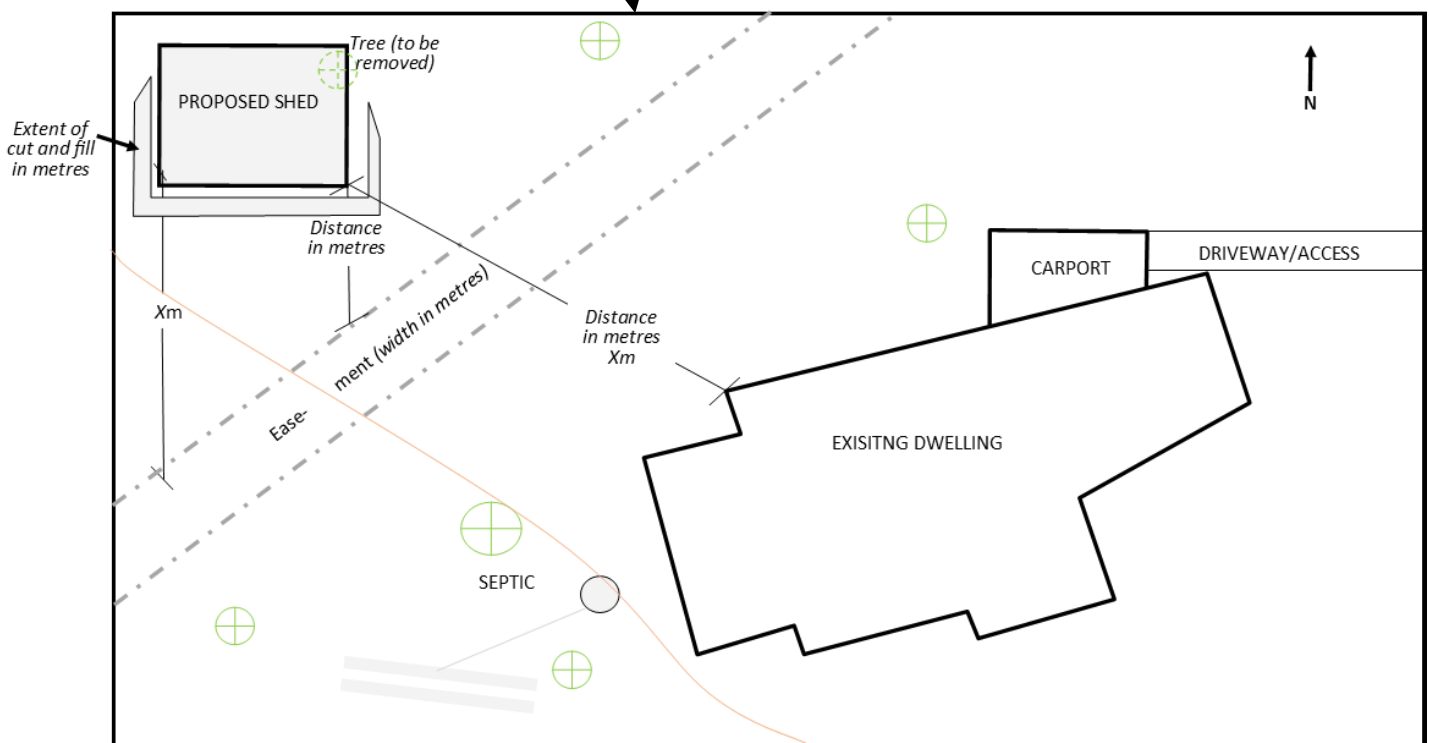 Tree (to be
removed)
PROPOSED SHED
N
Extent of
cut and fill
in metres
Distance
in metres
DRIVEWAY/ACCESS
CARPORT
Xm
Ease-
ment (width in metres)
Distance
in metres
Xm
EXISITNG DWELLING
SEPTIC